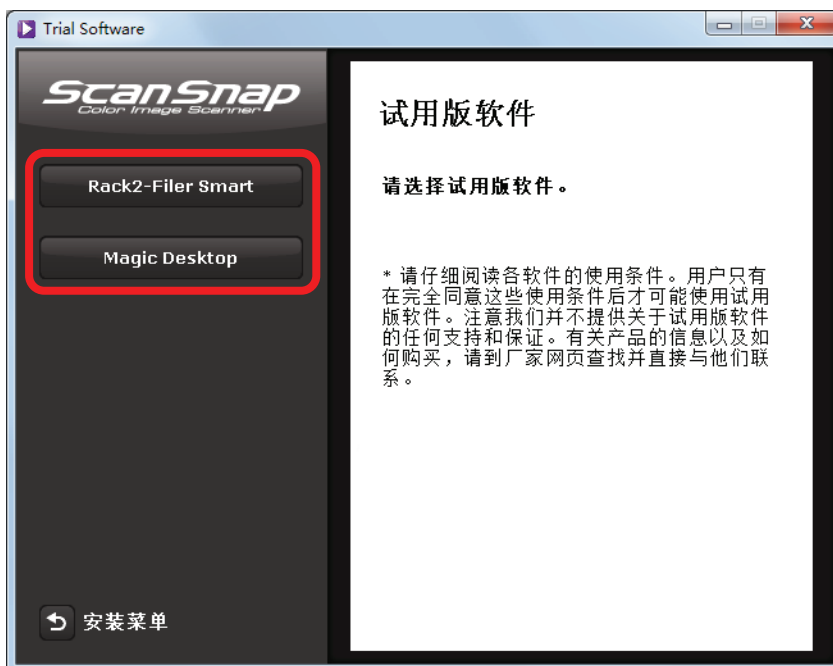 Trial Software
ScanSnap
Color Image Scanner
Rack2-Filer Smart
Magic Desktop
安装菜单
试用版软件
请选择试用版软件。
* 请仔细阅读各软件的使用条件。用户只有
在完全同意这些使用条件后才可能使用试用
版软件。注意我们并不提供关于试用版软件
的任何支持和保证。有关产品的信息以及如
何购买，请到厂家网页查找并直接与他们联
系。